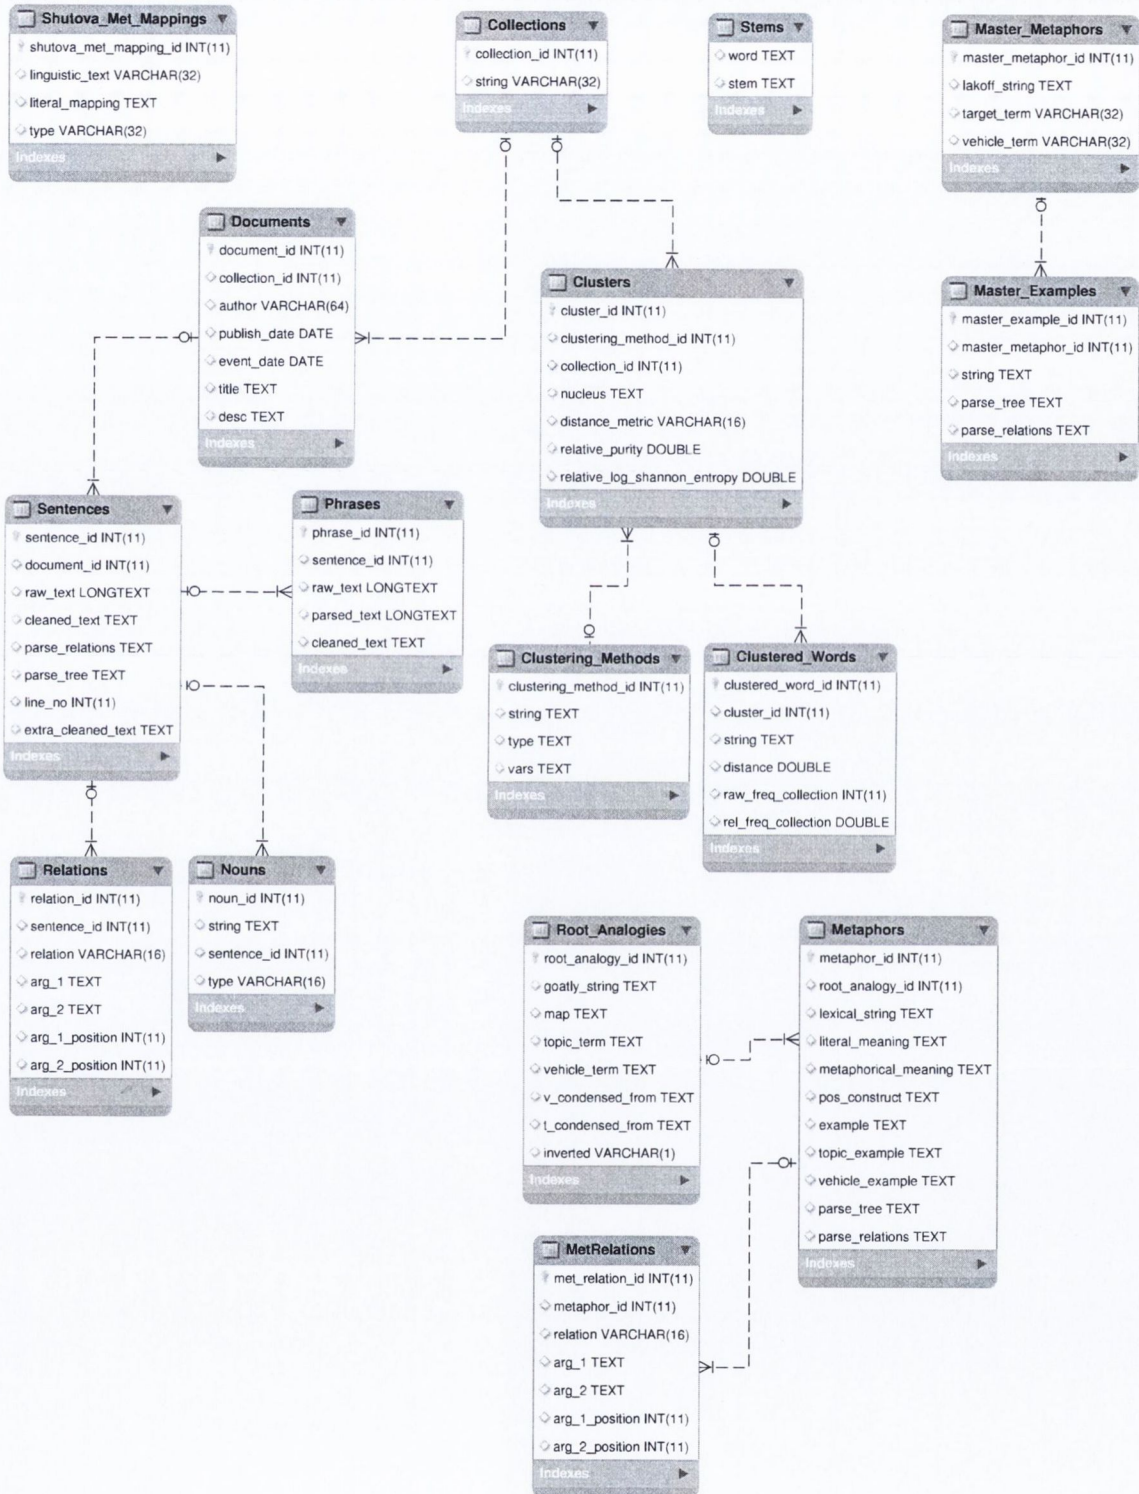 Shutova_Met_Mappings
shutova_met_mapping_id INT(11)
linguistic_text VARCHAR(32)
literal_mapping TEXT
type VARCHAR(32)
Indexes
Collections
collection_id INT(11)
string VARCHAR(32)
Indexes
Stems
word TEXT
stem TEXT
Indexes
Master_Metaphors
master_metaphor_id INT(11)
lakoff_string TEXT
target_term VARCHAR(32)
vehicle_term VARCHAR(32)
Indexes
Documents
document_id INT(11)
collection_id INT(11)
author VARCHAR(64)
publish_date DATE
event_date DATE
title TEXT
desc TEXT
Indexes
Clusters
cluster_id INT(11)
clustering_method_id INT(11)
collection_id INT(11)
nucleus TEXT
distance_metric VARCHAR(16)
relative_purity DOUBLE
relative_log_shannon_entropy DOUBLE
Indexes
Master_Examples
master_example_id INT(11)
master_metaphor_id INT(11)
string TEXT
parse_tree TEXT
parse_relations TEXT
Indexes
Sentences
sentence_id INT(11)
document_id INT(11)
raw_text LONGTEXT
cleaned_text TEXT
parse_relations TEXT
parse_tree TEXT
line_no INT(11)
extra_cleaned_text TEXT
Indexes
Phrases
phrase_id INT(11)
sentence_id INT(11)
raw_text LONGTEXT
parsed_text LONGTEXT
cleaned_text TEXT
Indexes
Clustering_Methods
clustering_method_id INT(11)
string TEXT
type TEXT
vars TEXT
Indexes
Clustered_Words
clustered_word_id INT(11)
cluster_id INT(11)
string TEXT
distance DOUBLE
raw_freq_collection INT(11)
rel_freq_collection DOUBLE
Indexes
Relations
relation_id INT(11)
sentence_id INT(11)
relation VARCHAR(16)
arg_1 TEXT
arg_2 TEXT
arg_1_position INT(11)
arg_2_position INT(11)
Indexes
Nouns
noun_id INT(11)
string TEXT
sentence_id INT(11)
type VARCHAR(16)
Indexes
Root_Analogies
root_analogy_id INT(11)
goatly_string TEXT
map TEXT
topic_term TEXT
vehicle_term TEXT
v_condensed_from TEXT
t_condensed_from TEXT
inverted VARCHAR(1)
Indexes
Metaphors
metaphor_id INT(11)
root_analogy_id INT(11)
lexical_string TEXT
literal_meaning TEXT
metaphorical_meaning TEXT
pos_construct TEXT
example TEXT
topic_example TEXT
vehicle_example TEXT
parse_tree TEXT
parse_relations TEXT
Indexes
MetRelations
met_relation_id INT(11)
metaphor_id INT(11)
relation VARCHAR(16)
arg_1 TEXT
arg_2 TEXT
arg_1_position INT(11)
arg_2_position INT(11)
Indexes